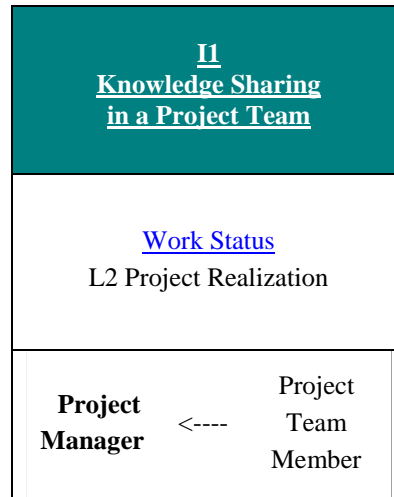 I1
Knowledge Sharing
in a Project Team
Work Status
L2 Project Realization
Project
Manager
<----
Project
Team
Member